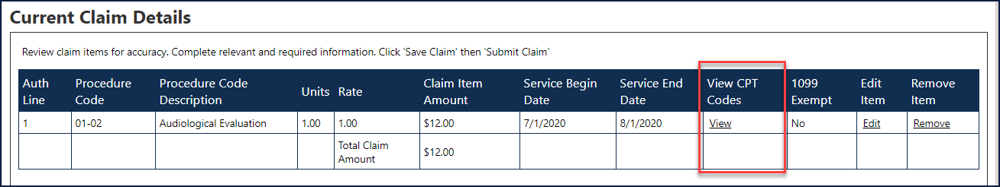 Current Claim Details
Review claim items for accuracy. Complete relevant and required information. Click 'Save Claim' then 'Submit Claim'
Auth Line Procedure Code Procedure Code Description Units Rate Claim Item Amount Service Begin Date Service End Date View CPT Codes 1099 Exempt Edit Item Remove Item
1 01-02 Audiological Evaluation 1.00 1.00 $12.00 7/1/2020 8/1/2020 View No Edit Remove
Total Claim Amount $12.00